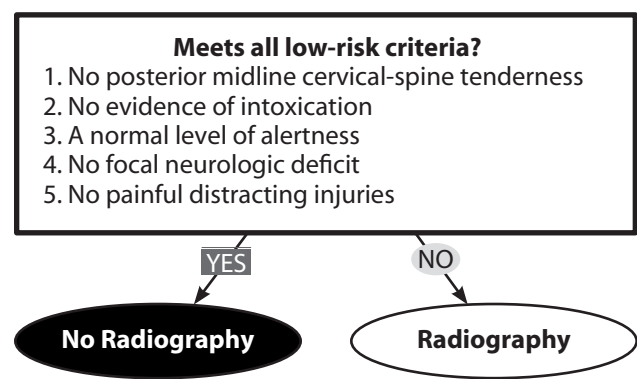 Meets all low-risk criteria?
1. No posterior midline cervical-spine tenderness
2. No evidence of intoxication
3. A normal level of alertness
4. No focal neurologic deficit
5. No painful distracting injuries
YES
NO
No Radiography
Radiography